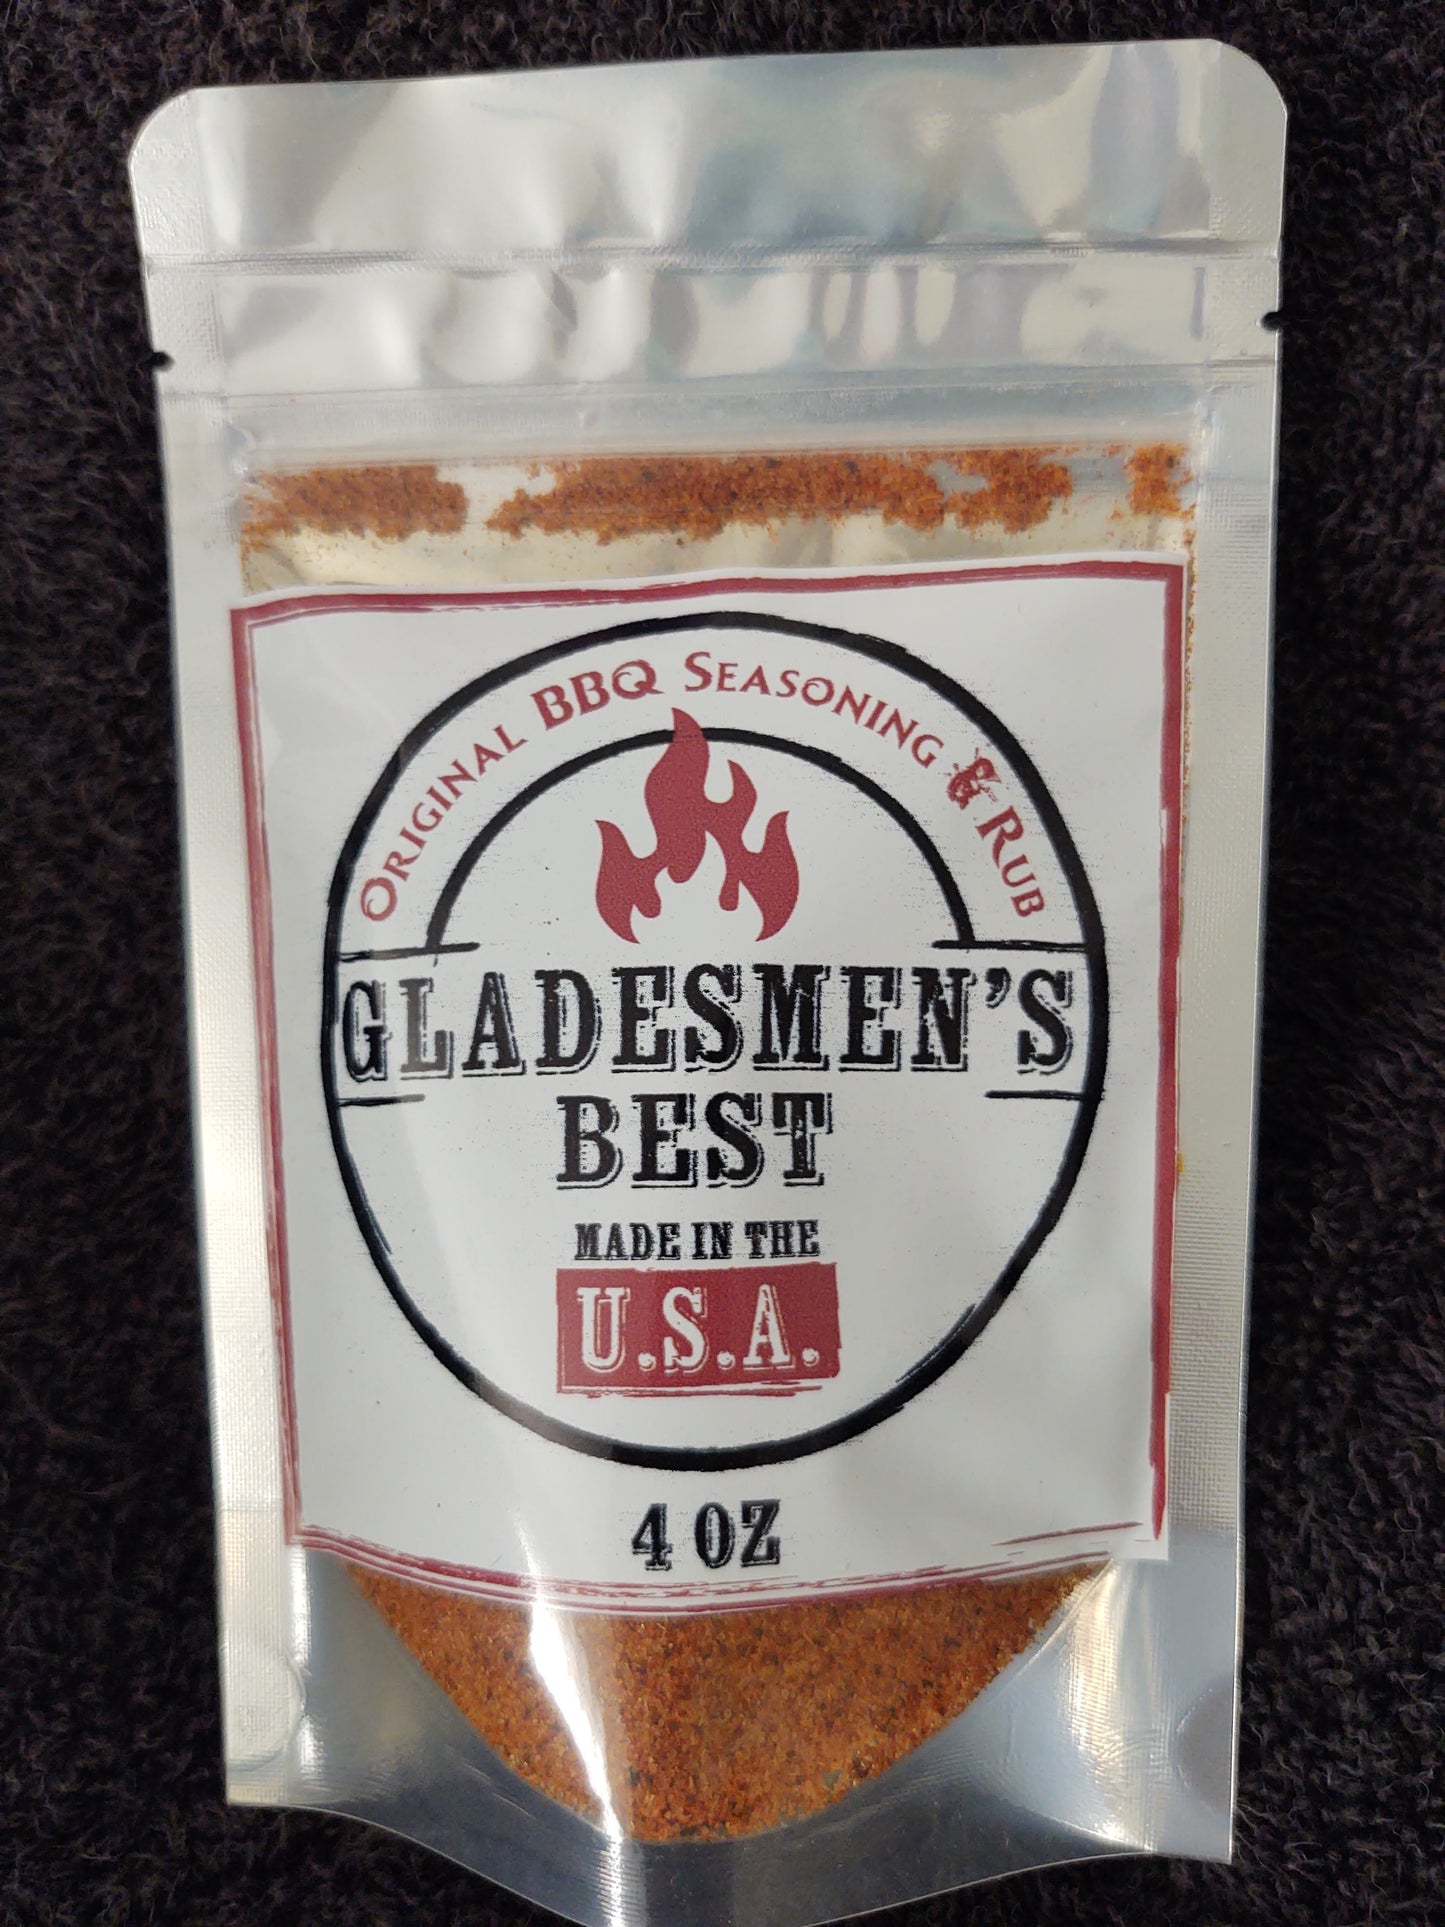 Original BBQ Seasoning & Rub
GLADESMEN'S
BEST
MADE IN THE
U.S.A.
4 OZ